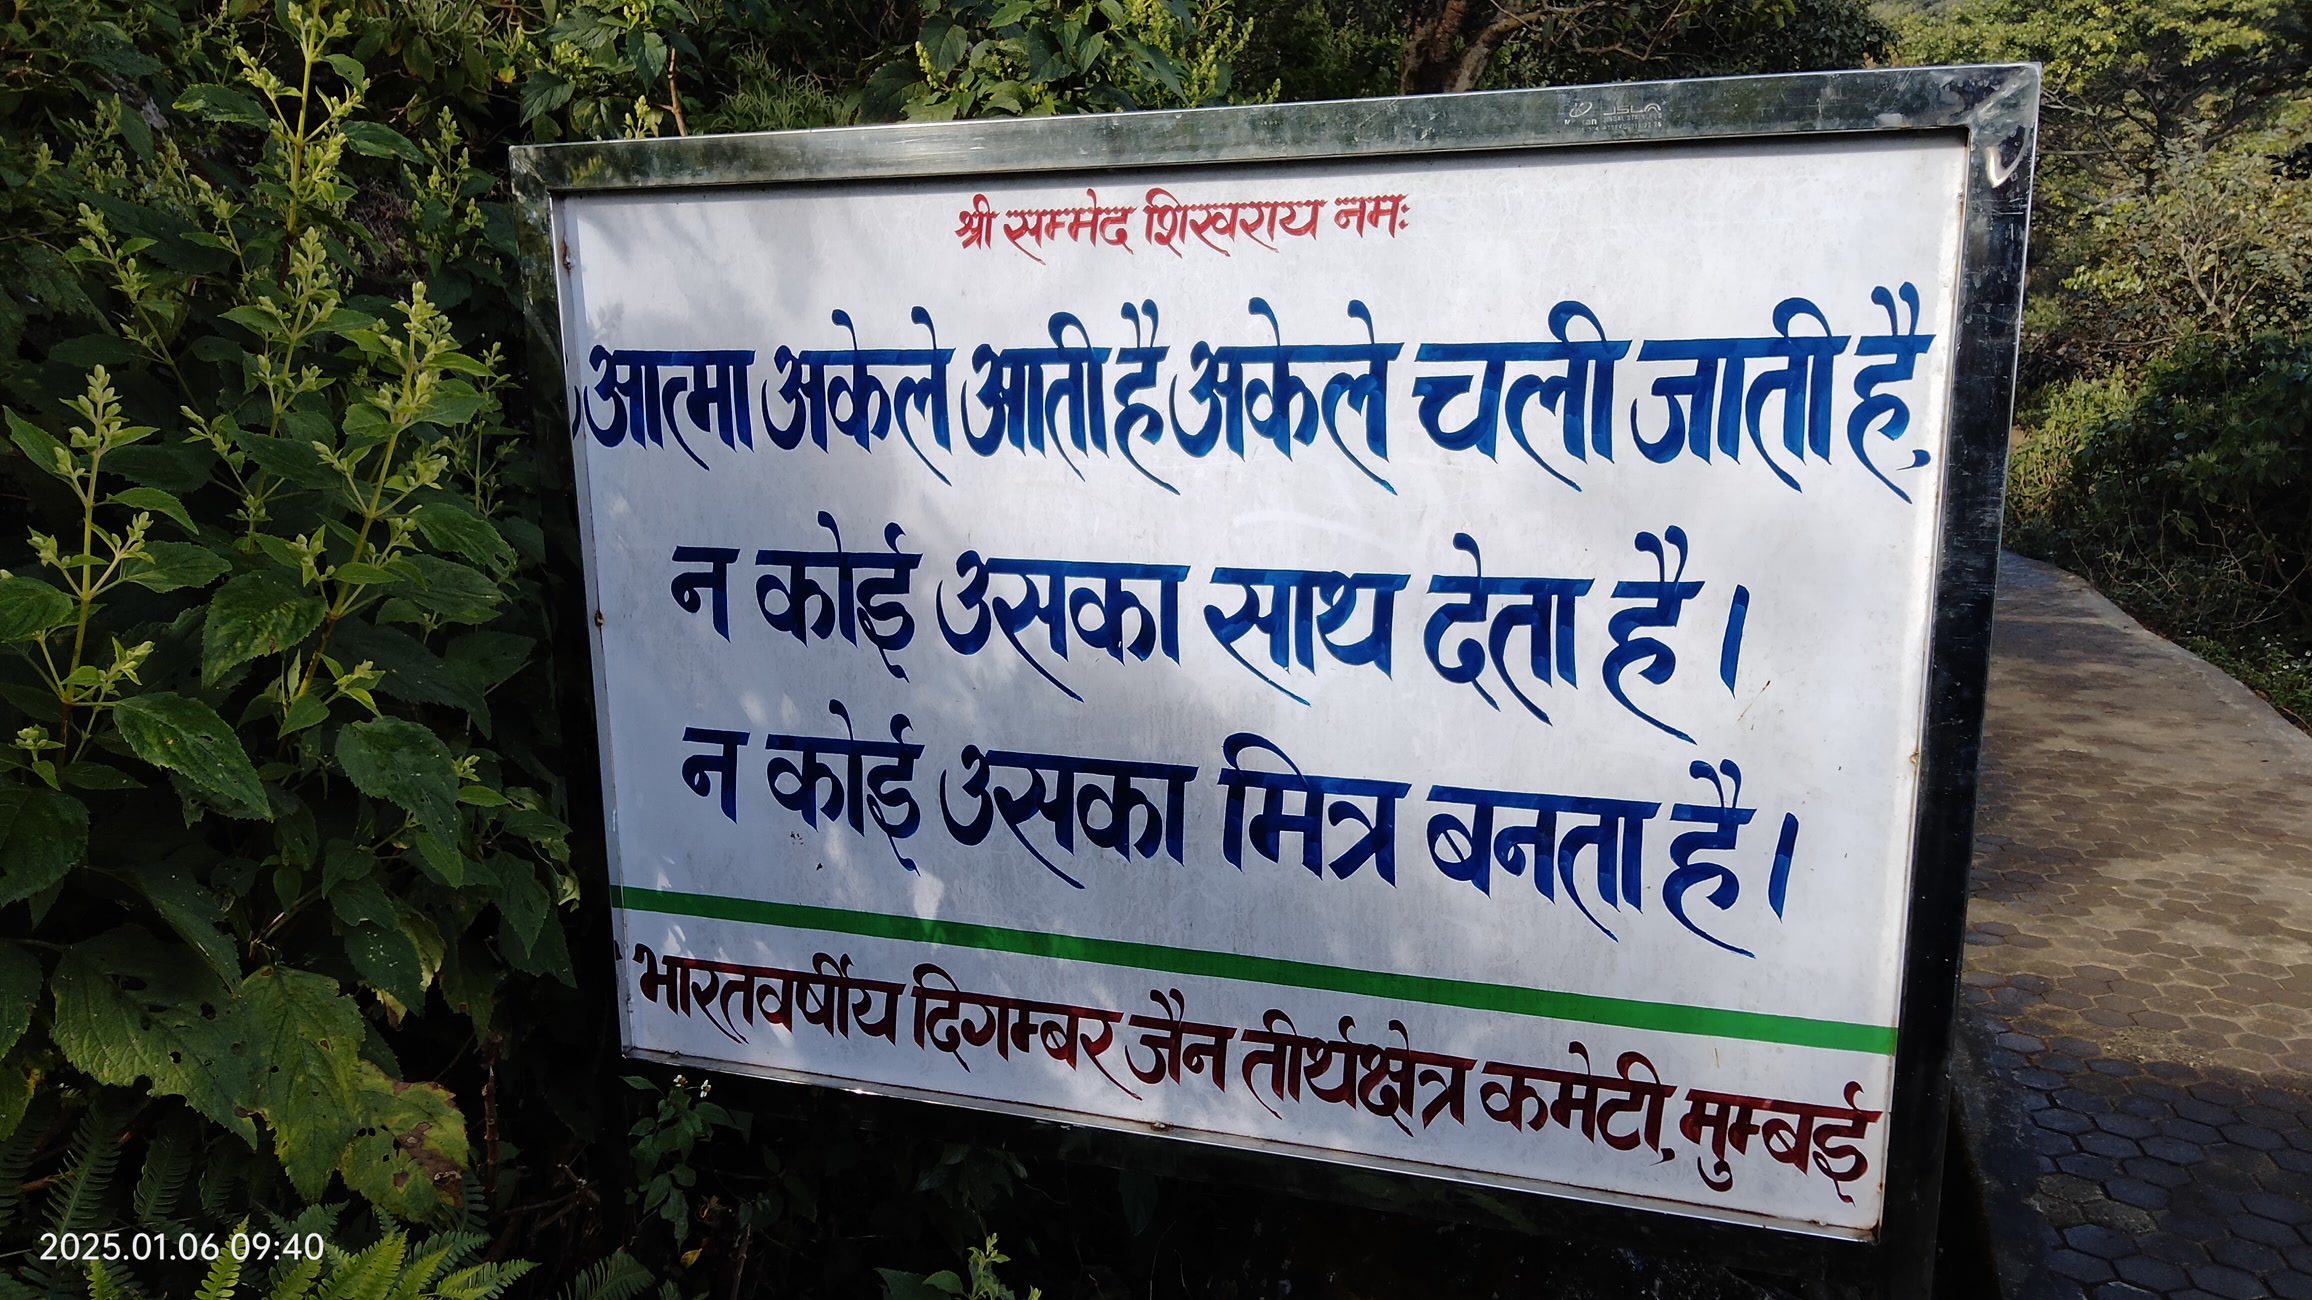 श्री सम्मेद शिखराय नमः
आत्मा अकेले आती है अकेले चली जाती है,
न कोई उसका साथ देता है।
न कोई उसका मित्र बनता है।
भारतवर्षीय दिगम्बर जैन तीर्थक्षेत्र कमेटी, मुम्बई
2025.01.06 09:40